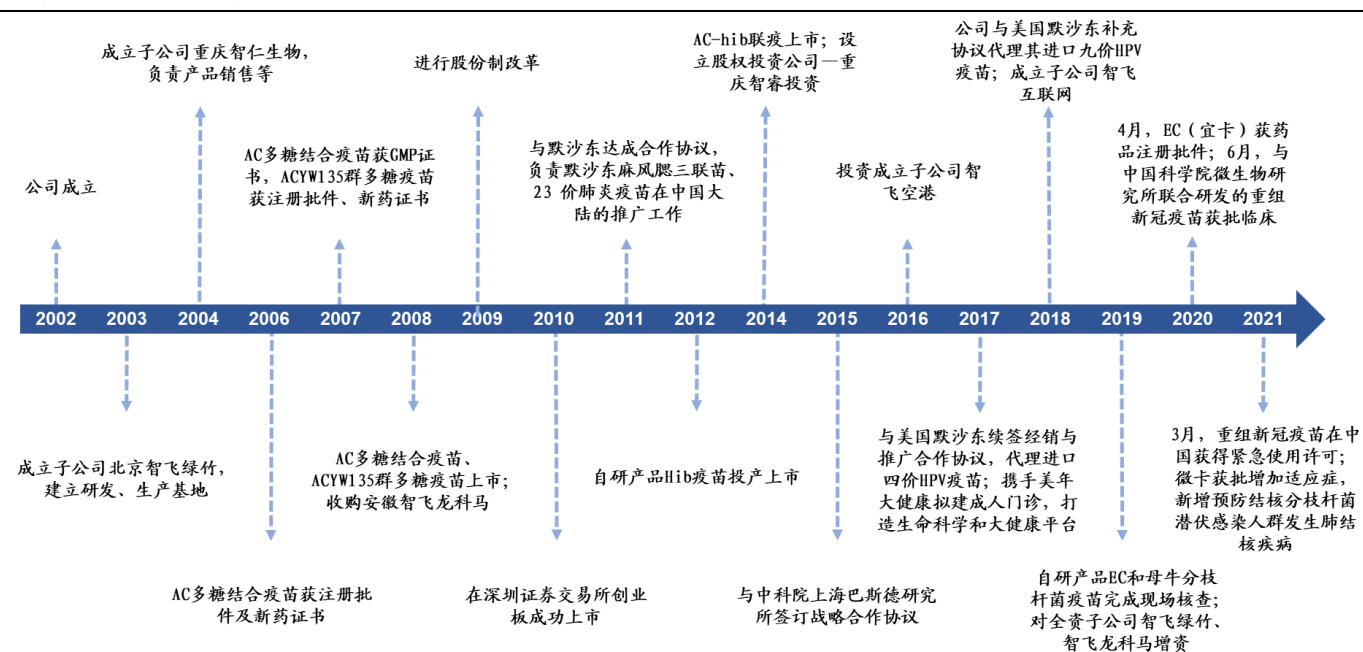 公司成立
成立子公司重庆智仁生物，
负责产品销售等
AC多糖结合疫苗获GMP证
书，ACYW135群多糖疫苗
获注册批件、新药证书
进行股份制改革
与默沙东达成合作协议，
负责默沙东麻风腮三联苗、
23 价肺炎疫苗在中国大
陆的推广工作
AC-hib联疫上市；设
立股权投资公司—重
庆智睿投资
投资成立子公司智
飞空港
公司与美国默沙东补充
协议代理其进口九价HPV
疫苗；成立子公司智飞
互联网
4月，EC（宜卡）获药
品注册批件；6月，与
中国科学院微生物研
究所联合研发的重组
新冠疫苗获批临床
2002 2003 2004 2006 2007 2008 2009 2010 2011 2012 2014 2015 2016 2017 2018 2019 2020 2021
成立子公司北京智飞绿竹，
建立研发、生产基地
AC多糖结合疫苗获注册批
件及新药证书
AC多糖结合疫苗、
ACYW135群多糖疫苗上市；
收购安徽智飞龙科马
在深圳证券交易所创业
板成功上市
自研产品Hib疫苗投产上市
与中科院上海巴斯德研究
所签订战略合作协议
与美国默沙东续签经销与
推广合作协议，代理进口
四价HPV疫苗；携手美年
大健康拟建成人门诊，打
造生命科学和大健康平台
自研产品EC和母牛分枝
杆菌疫苗完成现场核查；
对全资子公司智飞绿竹、
智飞龙科马增资
3月，重组新冠疫苗在中
国获得紧急使用许可；
微卡获批增加适应症，
新增预防结核分枝杆菌
潜伏感染人群发生肺结
核疾病